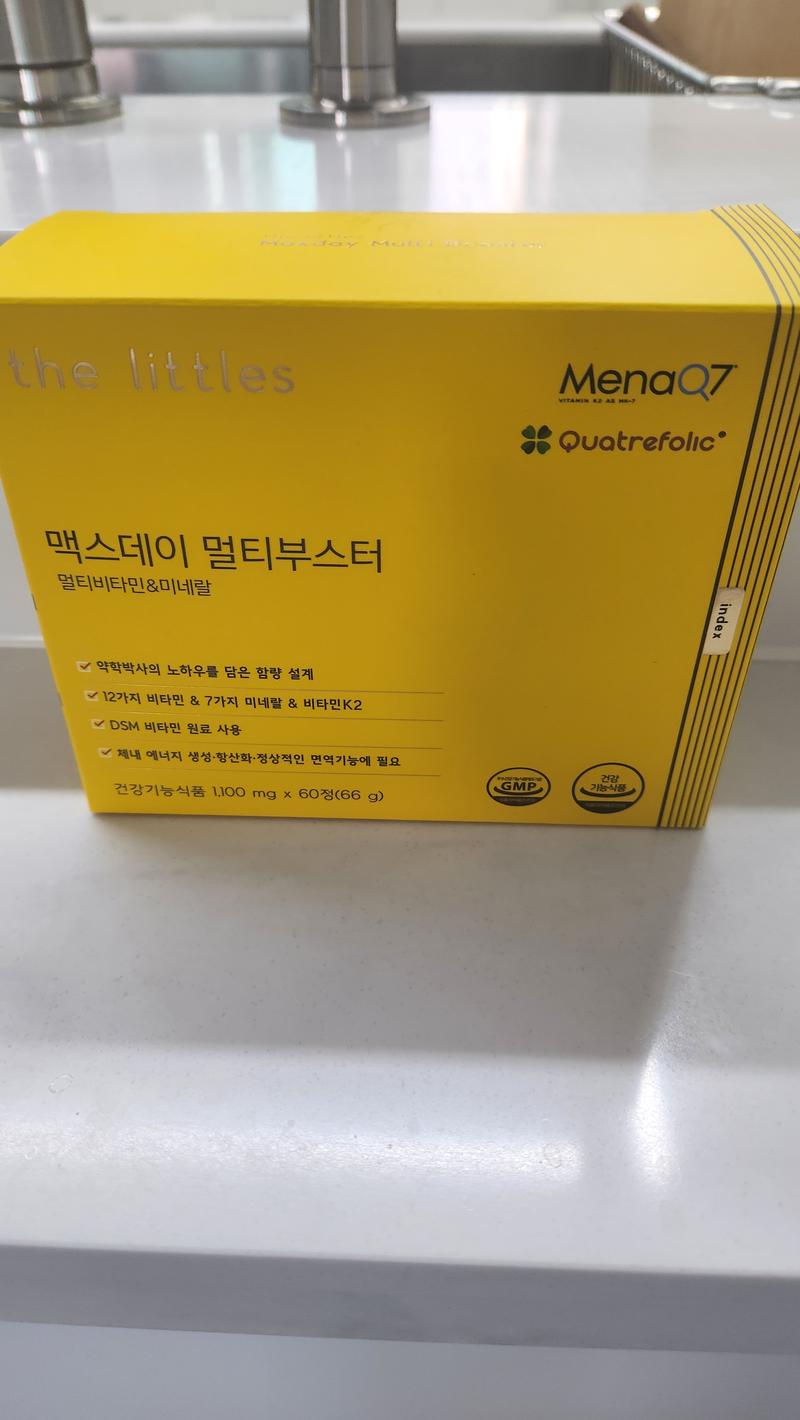 Maxday Multi Booster
the littles
MenaQ7
VITAMIN K2 AS MK-7
Quatrefolic
맥스데이 멀티부스터
멀티비타민&미네랄
index
약학박사의 노하우를 담은 함량 설계
12가지 비타민 & 7가지 미네랄 & 비타민K2
DSM 비타민 원료 사용
체내 에너지 생성·항산화·정상적인 면역기능에 필요
건강기능식품 1,100 mg x 60정(66 g)
GMP
건강
기능식품